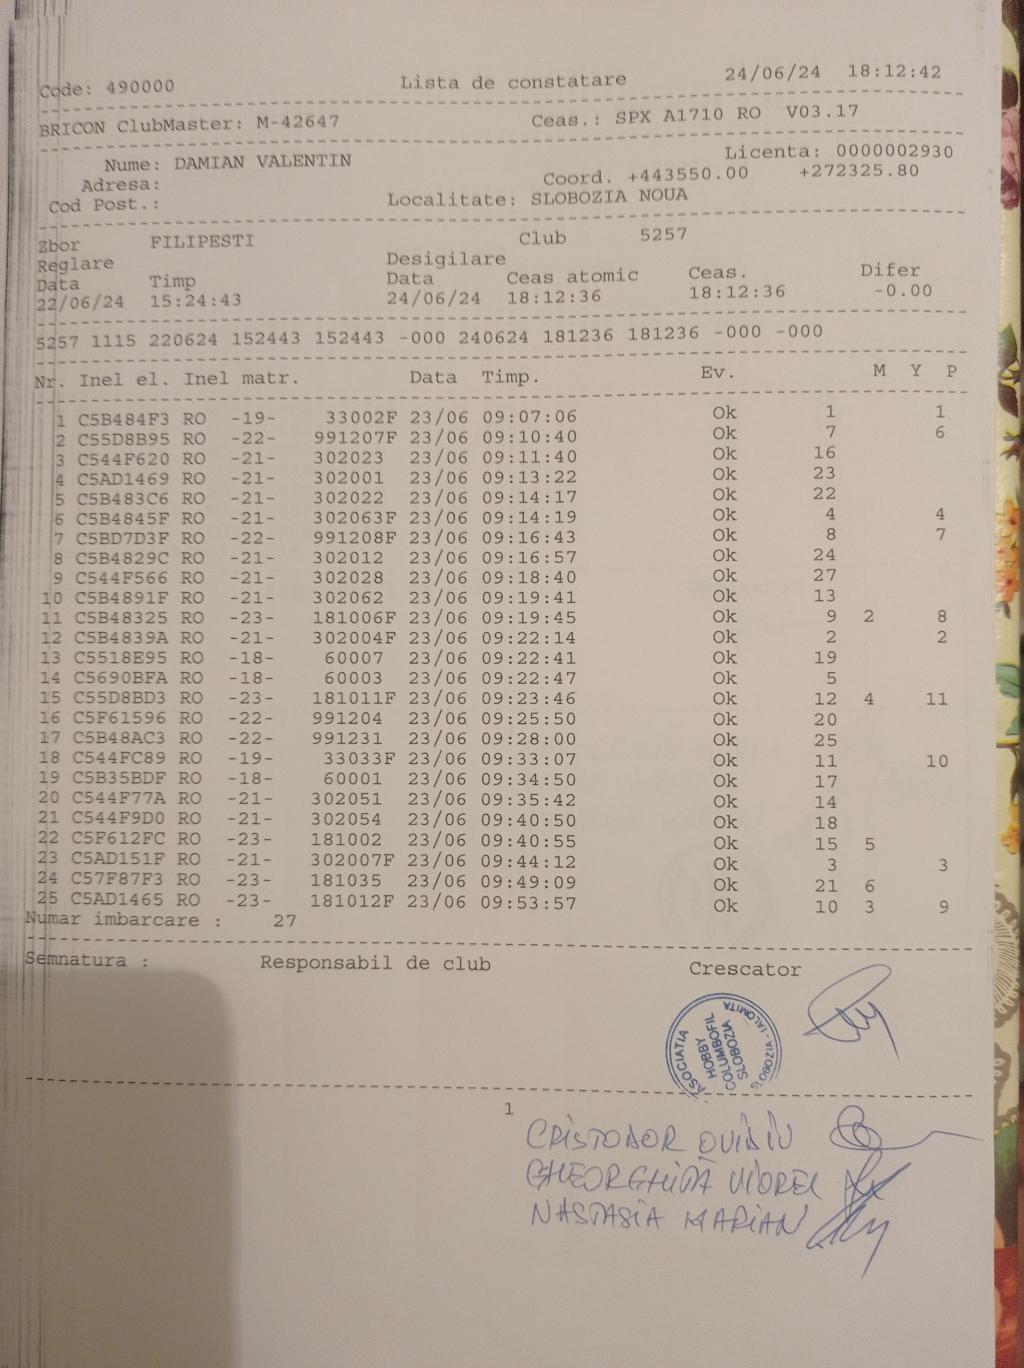 Code: 490000 Lista de constatare 24/06/24 18:12:42
BRICON ClubMaster: M-42647 Ceas.: SPX A1710 RO V03.17
Nume: DAMIAN VALENTIN Licenta: 0000002930
Adresa: Coord. +443550.00 +272325.80
Cod Post.: Localitate: SLOBOZIA NOUA
Zbor FILIPESTI Club 5257
Reglare Desigilare
Data Timp Data Ceas atomic Ceas. Difer
22/06/24 15:24:43 24/06/24 18:12:36 18:12:36 -0.00
5257 1115 220624 152443 152443 -000 240624 181236 181236 -000 -000
Nr. Inel el. Inel matr. Data Timp. Ev. M Y P
1 C5B484F3 RO -19- 33002F 23/06 09:07:06 Ok 1 1
2 C55D8B95 RO -22- 991207F 23/06 09:10:40 Ok 7 6
3 C544F620 RO -21- 302023 23/06 09:11:40 Ok 16
4 C5AD1469 RO -21- 302001 23/06 09:13:22 Ok 23
5 C5B483C6 RO -21- 302022 23/06 09:14:17 Ok 22
6 C5B4845F RO -21- 302063F 23/06 09:14:19 Ok 4 4
7 C5BD7D3F RO -22- 991208F 23/06 09:16:43 Ok 8 7
8 C5B4829C RO -21- 302012 23/06 09:16:57 Ok 24
9 C544F566 RO -21- 302028 23/06 09:18:40 Ok 27
10 C5B4891F RO -21- 302062 23/06 09:19:41 Ok 13
11 C5B48325 RO -23- 181006F 23/06 09:19:45 Ok 9 2 8
12 C5B4839A RO -21- 302004F 23/06 09:22:14 Ok 2 2
13 C5518E95 RO -18- 60007 23/06 09:22:41 Ok 19
14 C5690BFA RO -18- 60003 23/06 09:22:47 Ok 5
15 C55D8BD3 RO -23- 181011F 23/06 09:23:46 Ok 12 4 11
16 C5F61596 RO -22- 991204 23/06 09:25:50 Ok 20
17 C5B48AC3 RO -22- 991231 23/06 09:28:00 Ok 25
18 C544FC89 RO -19- 33033F 23/06 09:33:07 Ok 11 10
19 C5B35BDF RO -18- 60001 23/06 09:34:50 Ok 17
20 C544F77A RO -21- 302051 23/06 09:35:42 Ok 14
21 C544F9D0 RO -21- 302054 23/06 09:40:50 Ok 18
22 C5F612FC RO -23- 181002 23/06 09:40:55 Ok 15 5
23 C5AD151F RO -21- 302007F 23/06 09:44:12 Ok 3 3
24 C57F87F3 RO -23- 181035 23/06 09:49:09 Ok 21 6
25 C5AD1465 RO -23- 181012F 23/06 09:53:57 Ok 10 3 9
Numar imbarcare : 27
Semnatura : Responsabil de club Crescator
ASOCIATIA
HOBBY
COLUMBOFIL
SLOBOZIA
SLOBOZIA - IALOMITA
1
CRISTODOR OVIDIU
GHEORGHIȚĂ VIOREL
NASTASIA MARIAN